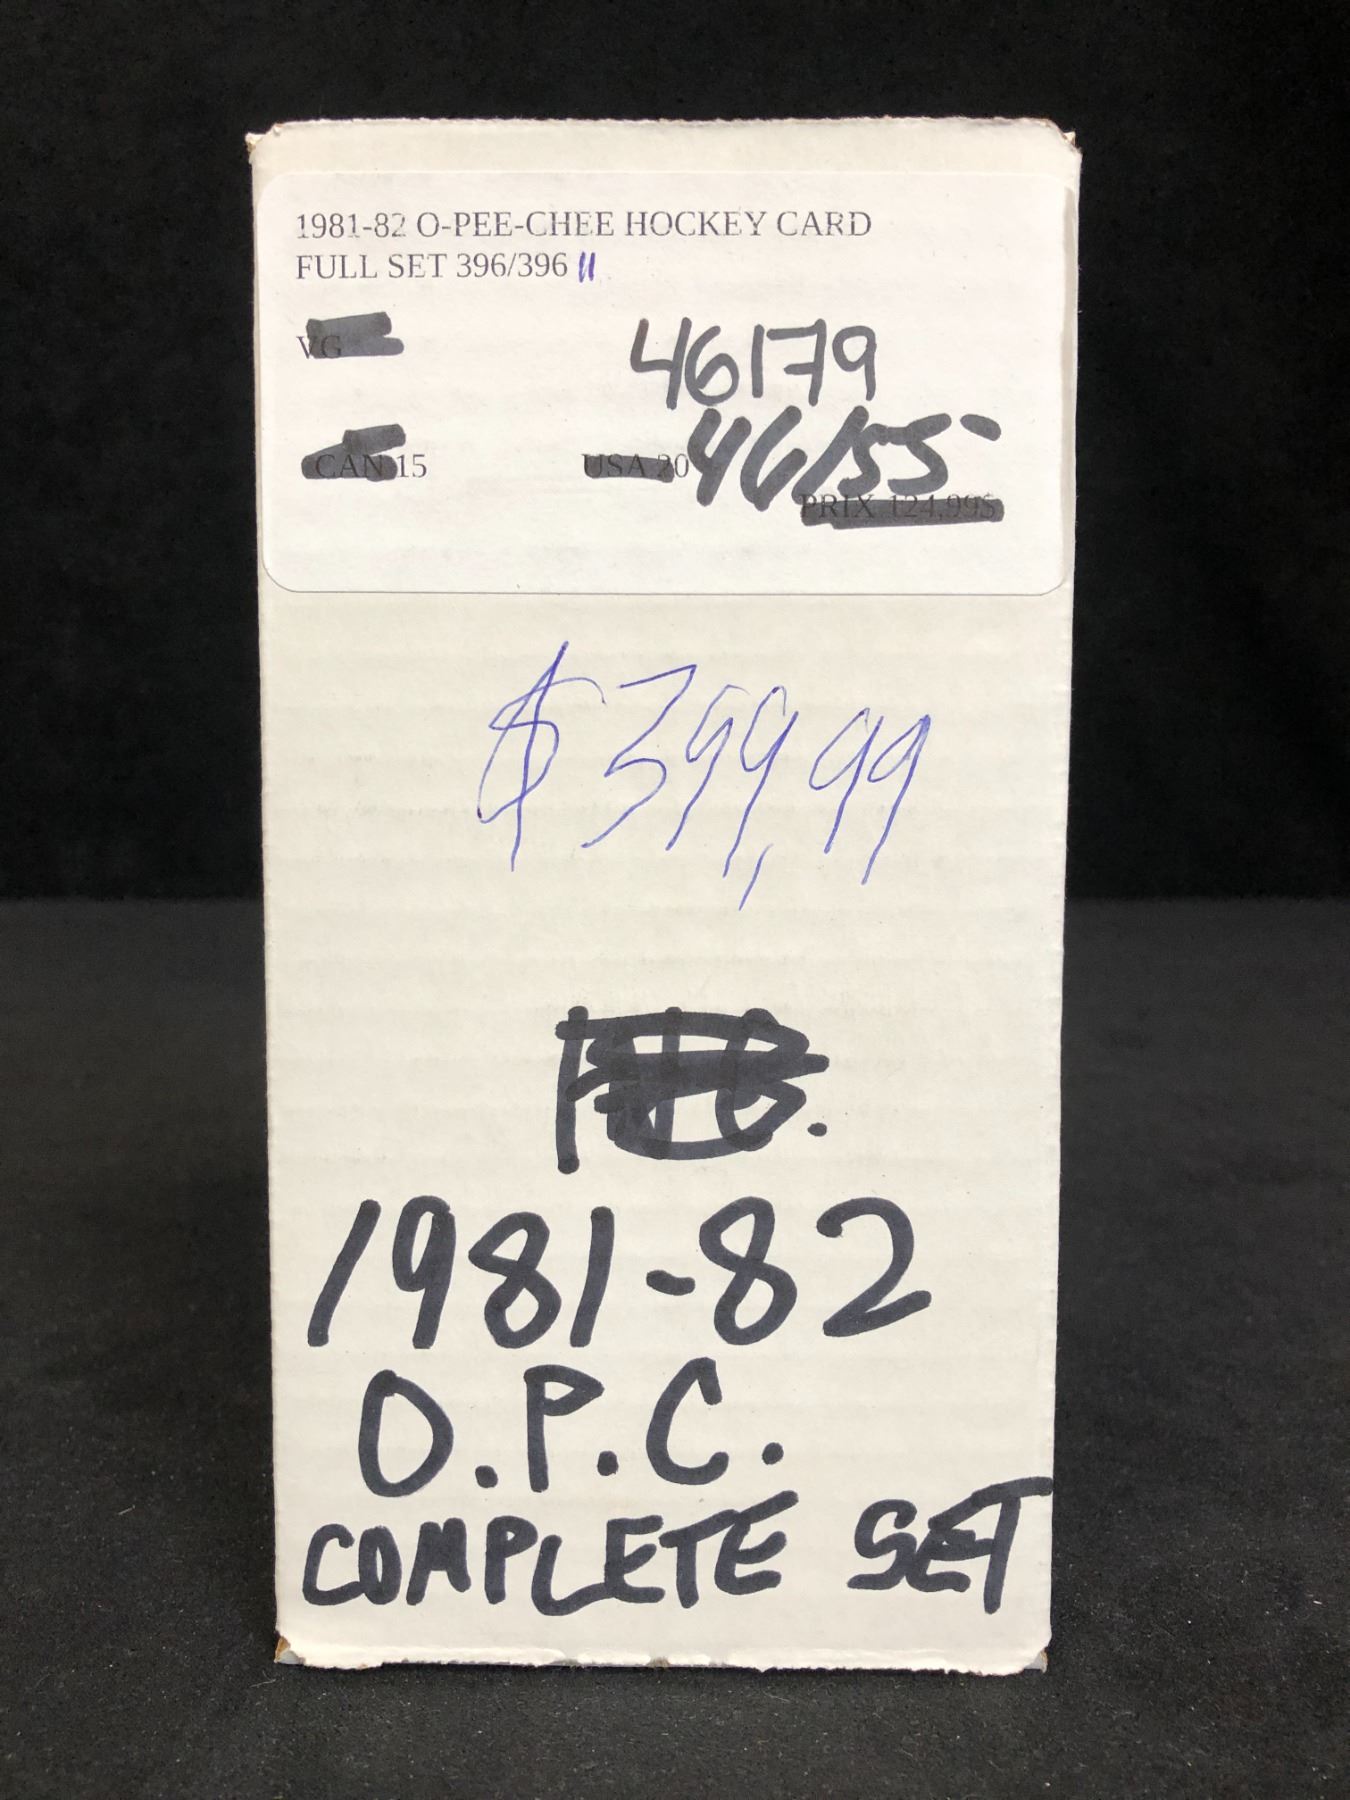 1981-82 O-PEE-CHEE HOCKEY CARD
FULL SET 396/396 11
VG
46179
CAN 15 USA 20 46155-
PRIX 124,99$
$399,99
1981-82
O.P.C.
COMPLETE SET